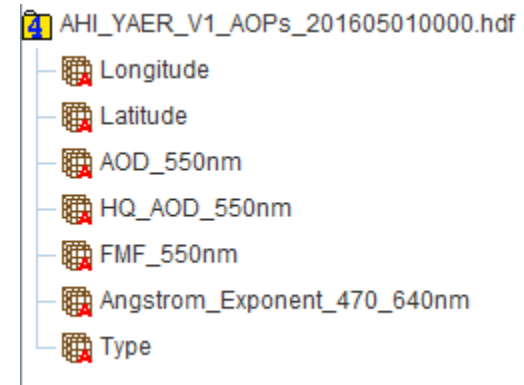 AHI_YAER_V1_AOPs_201605010000.hdf
Longitude
Latitude
AOD_550nm
HQ_AOD_550nm
FMF_550nm
Angstrom_Exponent_470_640nm
Type